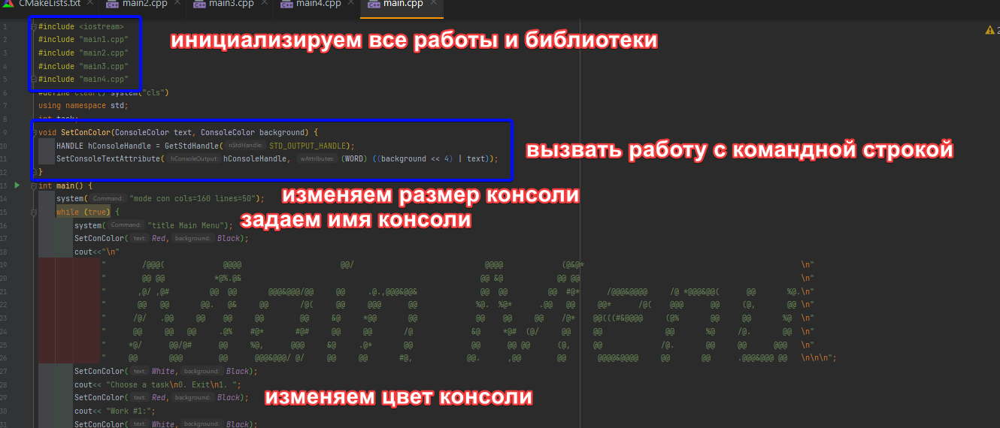 CMakeLists.txt main2.cpp main3.cpp main4.cpp main.cpp
1 #include <iostream>
2 #include "main1.cpp"
инициализируем все работы и библиотеки
3 #include "main2.cpp"
4 #include "main3.cpp"
5 #include "main4.cpp"
6 #define clear() system("cls")
7 using namespace std;
8 int task;
9 void SetConColor(ConsoleColor text, ConsoleColor background) {
10 HANDLE hConsoleHandle = GetStdHandle( nStdHandle: STD_OUTPUT_HANDLE);
вызвать работу с командной строкой
11 SetConsoleTextAttribute( hConsoleOutput: hConsoleHandle, wAttributes: (WORD) ((background << 4) | text));
12 }
13 int main() {
изменяем размер консоли
14 system( Command: "mode con cols=160 lines=50");
15 while (true) {
задаем имя консоли
16 system( Command: "title Main Menu");
17 SetConColor( text: Red, background: Black);
18 cout<<"\n"
19 " /@@@( @@@@ @@/ @@@@ (@&@* \n"
20 " @@ @@ *@%.@& @@ &@ @@ @@ \n"
21 " ,@/ ,@# @@ @@ @@@&@@@/@@ @@ .@.,@@@&@@& @@ @@ @@ #@* /@@@&@@@@ /@ *@@@&@@( @@ %@.\n"
22 " @@ @@ @@. @& @@ /@( @@ @@@ @@ %@. %@* .@@ @@ @@* /@( @@@ @@ (@, @@ \n"
23 " /@/ .@@ @@ @@ @@ @@ &@ *@@ @@ @@ @@ @@ /@* @@(((#&@@@@ (@% @@ @@ %@ \n"
24 " @@ @@ @@ .@% #@* #@# @@ @@ /@ &@ *@# (@/ @@ @@ @@ %@ /@. @@ \n"
25 " *@/ @@/@# @@ %@, @@@ &@ .@* @@ @@ @@ @@ (@, @@ /@. @@ @@ @@@ \n"
26 " @@ @@@ @@ @@@&@@@/ @/ @@ @@ #@, @@. ,@@ @@ @@@@&@@@@ @@ @@ .@@@&@@@ @@ \n\n\n";
27 SetConColor( text: White, background: Black);
28 cout<< "Choose a task\n0. Exit\n1. ";
изменяем цвет консоли
29 SetConColor( text: Red, background: Black);
30 cout<< "Work #1:";
31 SetConColor( text: White, background: Black);